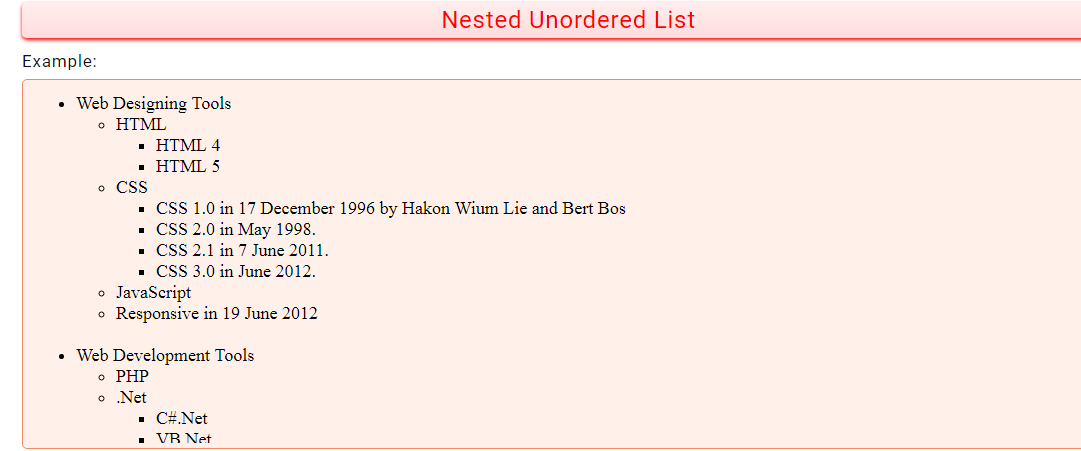 Nested Unordered List
Example:
Web Designing Tools
HTML
HTML 4
HTML 5
CSS
CSS 1.0 in 17 December 1996 by Hakon Wium Lie and Bert Bos
CSS 2.0 in May 1998.
CSS 2.1 in 7 June 2011.
CSS 3.0 in June 2012.
JavaScript
Responsive in 19 June 2012
Web Development Tools
PHP
.Net
C#.Net
VB.Net